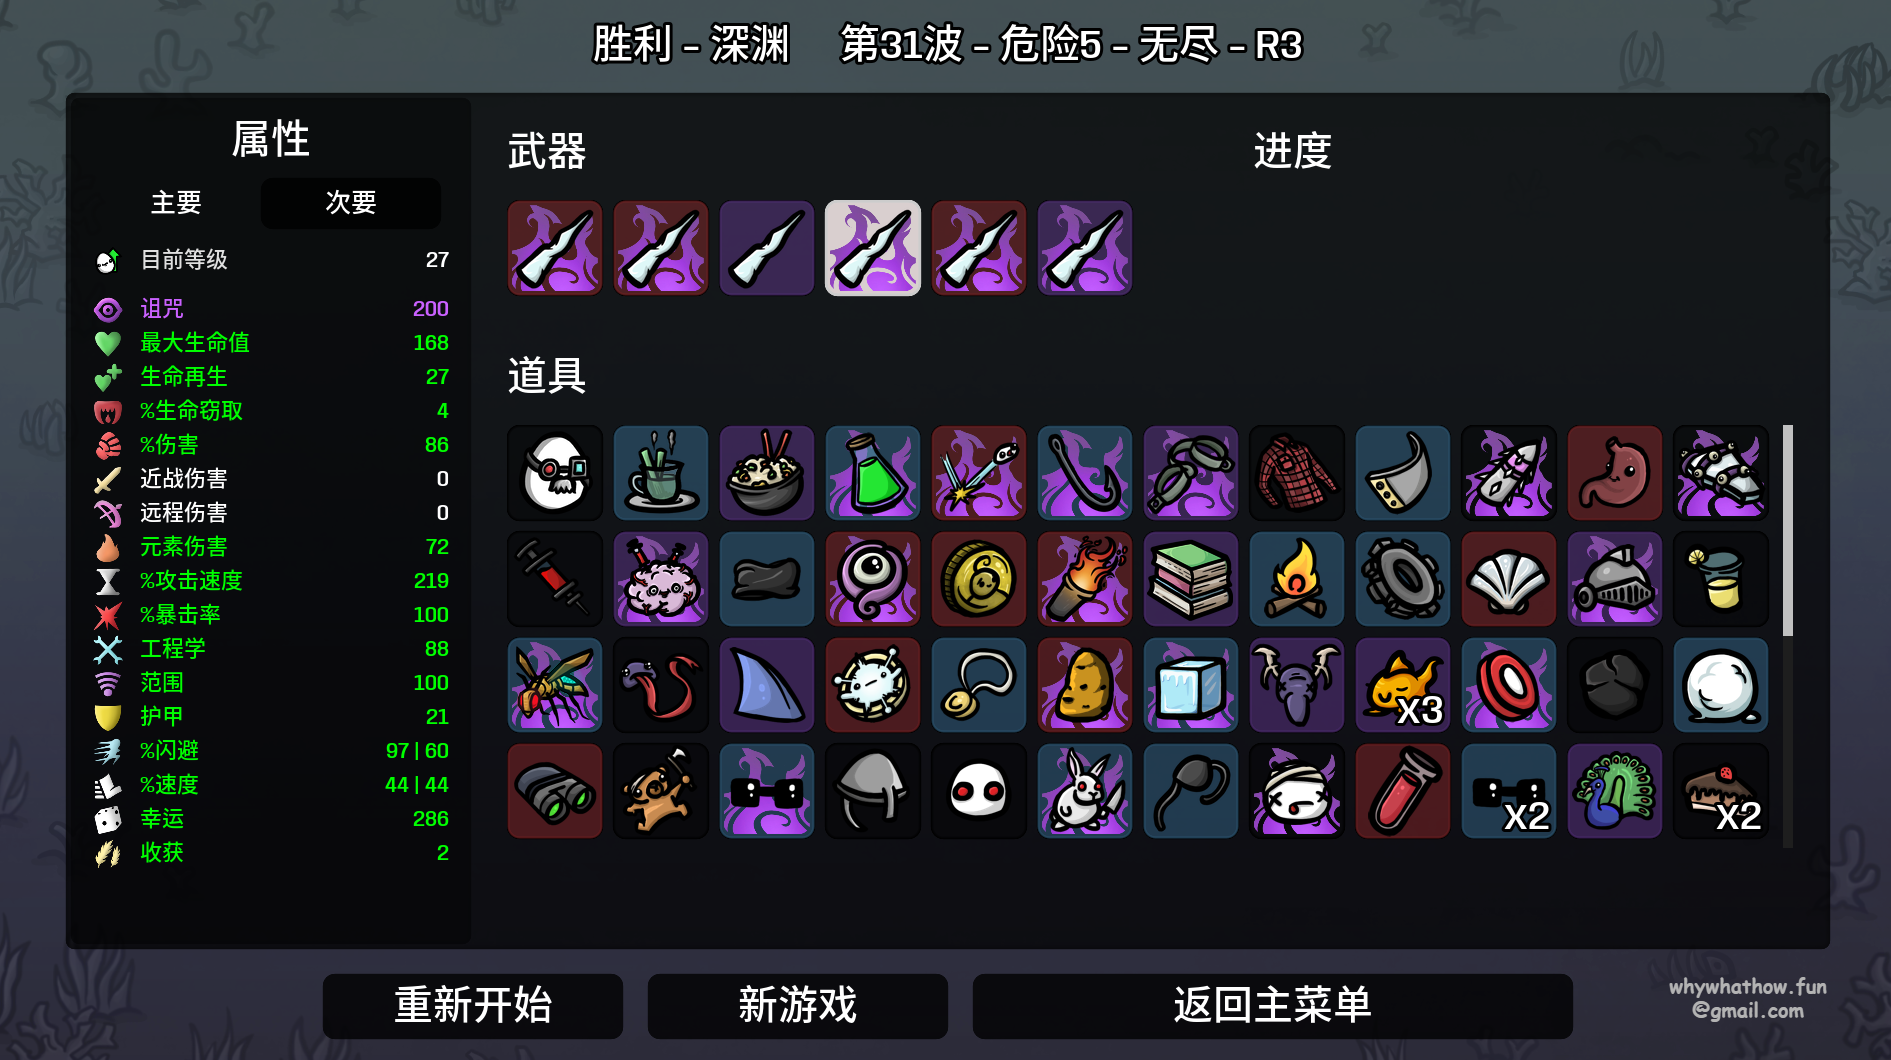 胜利 - 深渊 第31波 - 危险5 - 无尽 - R3
属性
主要 次要
目前等级 27
诅咒 200
最大生命值 168
生命再生 27
%生命窃取 4
%伤害 86
近战伤害 0
远程伤害 0
元素伤害 72
%攻击速度 219
%暴击率 100
工程学 88
范围 100
护甲 21
%闪避 97 | 60
%速度 44 | 44
幸运 286
收获 2
武器
进度
道具
X3
X2
X2
重新开始
新游戏
返回主菜单
whywhathow.fun
@gmail.com